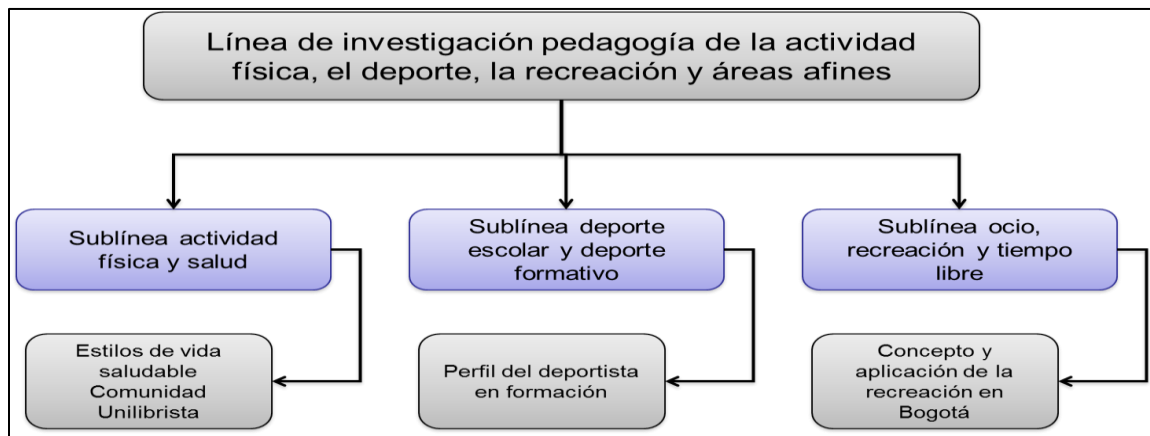 Línea de investigación pedagogía de la actividad
física, el deporte, la recreación y áreas afines
Sublínea actividad
física y salud
Sublínea deporte
escolar y deporte
formativo
Sublínea ocio,
recreación y tiempo
libre
Estilos de vida
saludable
Comunidad
Unilibrista
Perfil del deportista
en formación
Concepto y
aplicación de la
recreación en
Bogotá